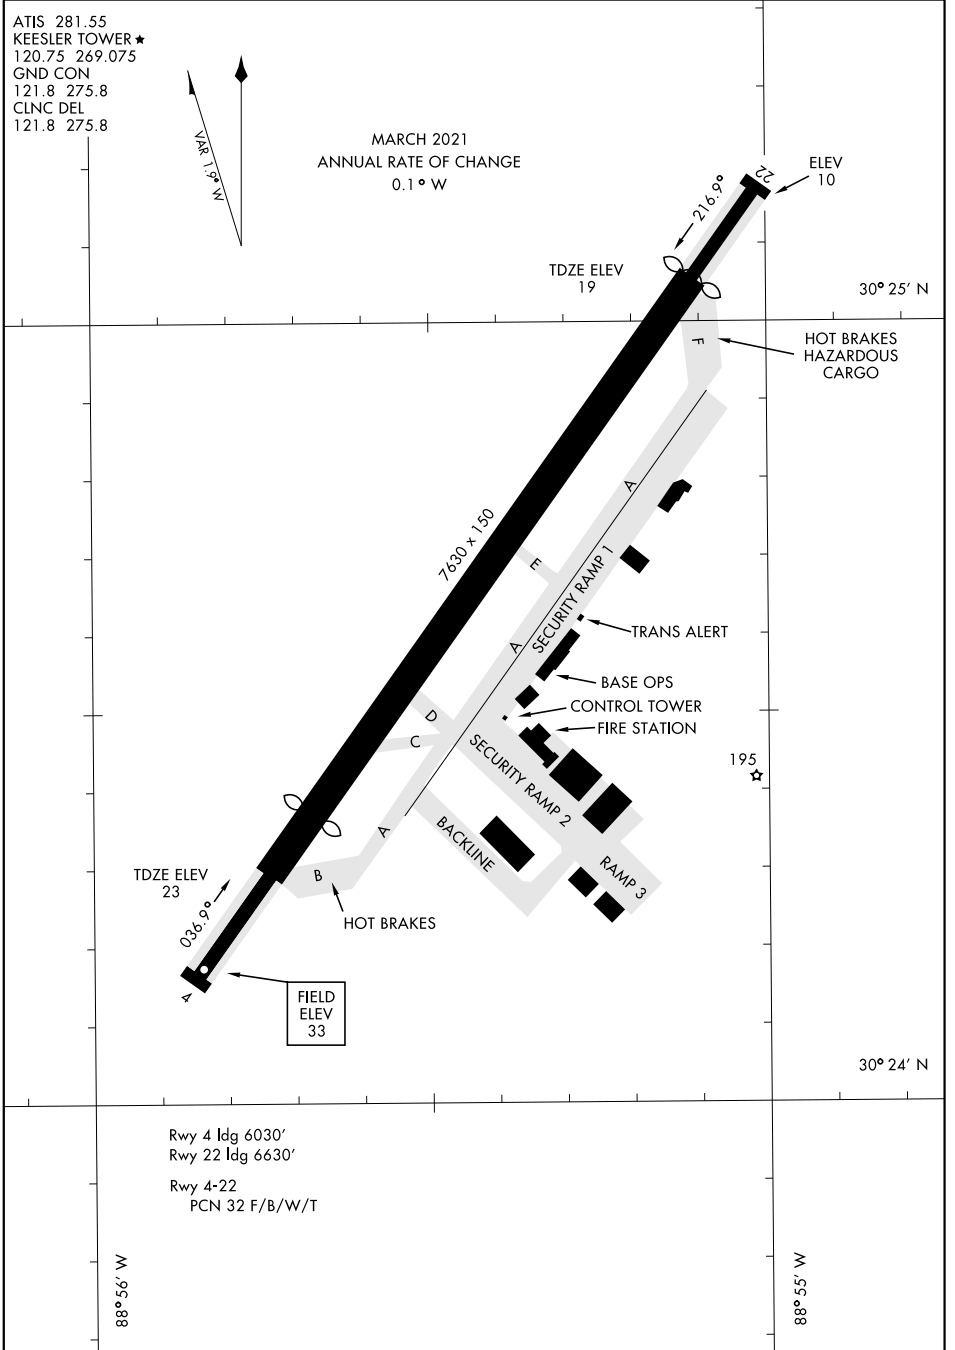 ATIS 281.55
KEESLER TOWER★
120.75 269.075
GND CON
121.8 275.8
CLNC DEL
121.8 275.8
VAR 1.9° W
MARCH 2021
ANNUAL RATE OF CHANGE
0.1° W
22
ELEV
10
216.9°
TDZE ELEV
19
30° 25' N
F
HOT BRAKES
HAZARDOUS
CARGO
A
7630 x 150
E
SECURITY RAMP 1
A
TRANS ALERT
BASE OPS
CONTROL TOWER
FIRE STATION
D
C
SECURITY RAMP 2
195
A
BACKLINE
RAMP 3
TDZE ELEV
23
B
HOT BRAKES
036.9°
4
FIELD
ELEV
33
30° 24' N
Rwy 4 ldg 6030'
Rwy 22 ldg 6630'
Rwy 4-22
PCN 32 F/B/W/T
88° 56' W
88° 55' W